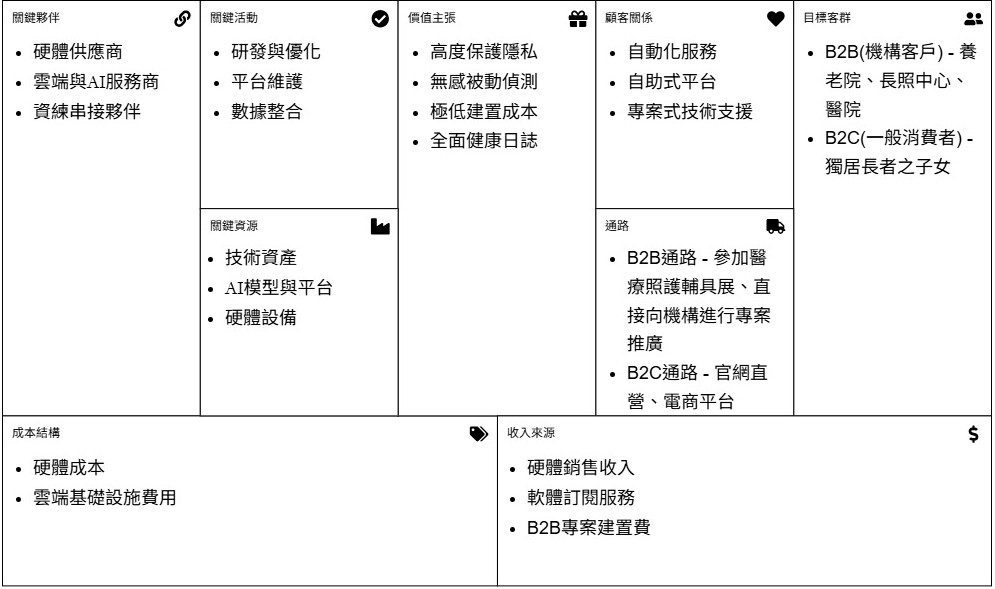 關鍵夥伴
硬體供應商
雲端與AI服務商
資練串接夥伴
關鍵活動
研發與優化
平台維護
數據整合
關鍵資源
技術資產
AI模型與平台
硬體設備
價值主張
高度保護隱私
無感被動偵測
極低建置成本
全面健康日誌
顧客關係
自動化服務
自助式平台
專案式技術支援
通路
B2B通路 - 參加醫
療照護輔具展、直
接向機構進行專案
推廣
B2C通路 - 官網直
營、電商平台
目標客群
B2B(機構客戶) - 養
老院、長照中心、
醫院
B2C(一般消費者) -
獨居長者之子女
成本結構
硬體成本
雲端基礎設施費用
收入來源
硬體銷售收入
軟體訂閱服務
B2B專案建置費